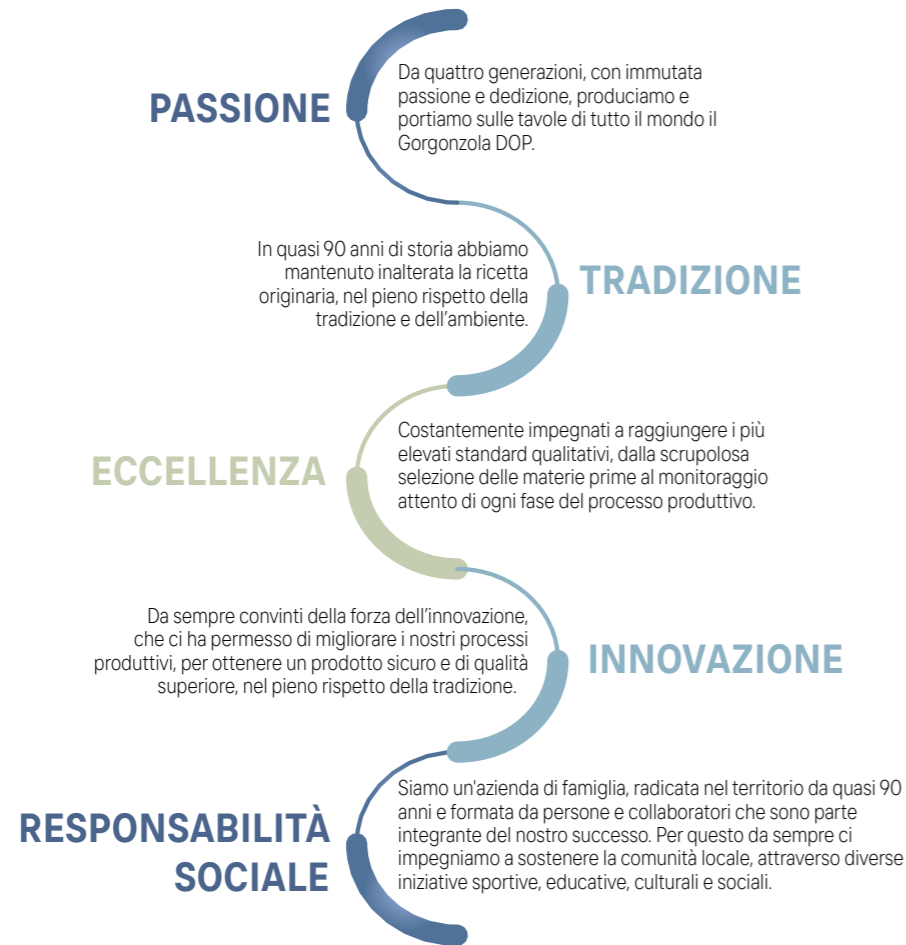 PASSIONE
Da quattro generazioni, con immutata
passione e dedizione, produciamo e
portiamo sulle tavole di tutto il mondo il
Gorgonzola DOP.
In quasi 90 anni di storia abbiamo
mantenuto inalterata la ricetta
originaria, nel pieno rispetto della
tradizione e dell’ambiente.
TRADIZIONE
ECCELLENZA
Costantemente impegnati a raggiungere i più
elevati standard qualitativi, dalla scrupolosa
selezione delle materie prime al monitoraggio
attento di ogni fase del processo produttivo.
Da sempre convinti della forza dell’innovazione,
che ci ha permesso di migliorare i nostri processi
produttivi, per ottenere un prodotto sicuro e di qualità
superiore, nel pieno rispetto della tradizione.
INNOVAZIONE
RESPONSABILITÀ
SOCIALE
Siamo un'azienda di famiglia, radicata nel territorio da quasi 90
anni e formata da persone e collaboratori che sono parte
integrante del nostro successo. Per questo da sempre ci
impegniamo a sostenere la comunità locale, attraverso diverse
iniziative sportive, educative, culturali e sociali.